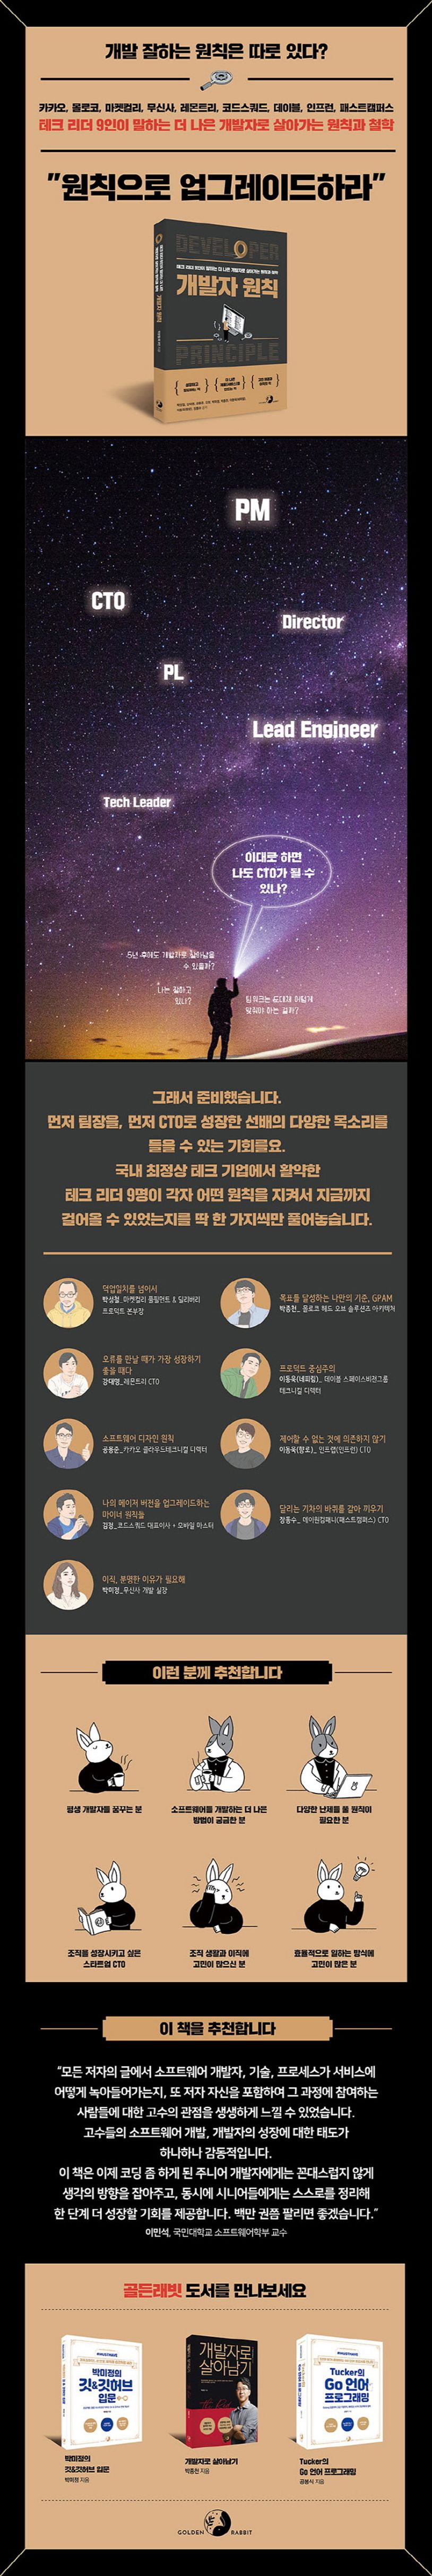 개발 잘하는 원칙은 따로 있다?
카카오, 몰로코, 마켓컬리, 무신사, 레몬트리, 코드스쿼드, 데이블, 인프런, 패스트캠퍼스
테크 리더 9인이 말하는 더 나은 개발자로 살아가는 원칙과 철학
"원칙으로 업그레이드하라"
DEVELOPER
테크 리더 9인이 말하는 더 나은 개발자로 살아가는 원칙과 철학
개발자 원칙
PRINCIPLE
PM
CTO
Director
PL
Lead Engineer
Tech Leader
이대로 하면
나도 CTO가 될 수
있나?
5년 후에도 개발자로 살아남을
수 있을까?
나는 잘하고
있나?
팀워크는 도대체 어떻게
맞춰야 하는 걸까?
그래서 준비했습니다.
먼저 팀장을, 먼저 CTO로 성장한 선배의 다양한 목소리를
들을 수 있는 기회를요.
국내 최정상 테크 기업에서 활약한
테크 리더 9명이 각자 어떤 원칙을 지켜서 지금까지
걸어올 수 있었는지를 딱 한 가지씩만 풀어놓습니다.
덕업일치를 넘어서
박성철_마켓컬리 풀필먼트 & 딜리버리
프로덕트 본부장
목표를 달성하는 나만의 기준, GPAM
박종천_ 몰로코 헤드 오브 솔루션즈 아키텍처
오류를 만날 때가 가장 성장하기
좋을 때다
강대명_레몬트리 CTO
프로덕트 중심주의
이동욱(네피림)_ 데이블 스페이스비전그룹
테크니컬 디렉터
소프트웨어 디자인 원칙
공용준_카카오 클라우드테크니컬 디렉터
제어할 수 없는 것에 의존하지 않기
이동욱(향로)_ 인프랩(인프런) CTO
나의 메이저 버전을 업그레이드하는
마이너 원칙들
김정_코드스쿼드 대표이사 + 모바일 마스터
달리는 기차의 바퀴를 갈아 끼우기
장동수_ 데이원컴패니(패스트캠퍼스) CTO
이직, 분명한 이유가 필요해
박미정_무신사 개발 실장
이런 분께 추천합니다
평생 개발자를 꿈꾸는 분
소프트웨어를 개발하는 더 나은
방법이 궁금한 분
다양한 난제를 풀 원칙이
필요한 분
조직을 성장시키고 싶은
스타트업 CTO
조직 생활과 이직에
고민이 많으신 분
효율적으로 일하는 방식에
고민이 많은 분
이 책을 추천합니다
"모든 저자의 글에서 소프트웨어 개발자, 기술, 프로세스가 서비스에
어떻게 녹아들어가는지, 또 저자 자신을 포함하여 그 과정에 참여하는
사람들에 대한 고수의 관점을 생생하게 느낄 수 있었습니다.
고수들의 소프트웨어 개발, 개발자의 성장에 대한 태도가
하나하나 감동적입니다.
이 책은 이제 코딩 좀 하게 된 주니어 개발자에게는 꼰대스럽지 않게
생각의 방향을 잡아주고, 동시에 시니어들에게는 스스로를 정리해
한 단계 더 성장할 기회를 제공합니다. 백만 권쯤 팔리면 좋겠습니다."
이민석, 국민대학교 소프트웨어학부 교수
골든래빗 도서를 만나보세요
박미정의
깃&깃허브
입문
개발자로
살아남기
Tucker의
Go 언어
프로그래밍
박미정의
깃&깃허브 입문
박미정 지음
개발자로 살아남기
박종천 지음
Tucker의
Go 언어 프로그래밍
공봉식 지음
GOLDEN RABBIT